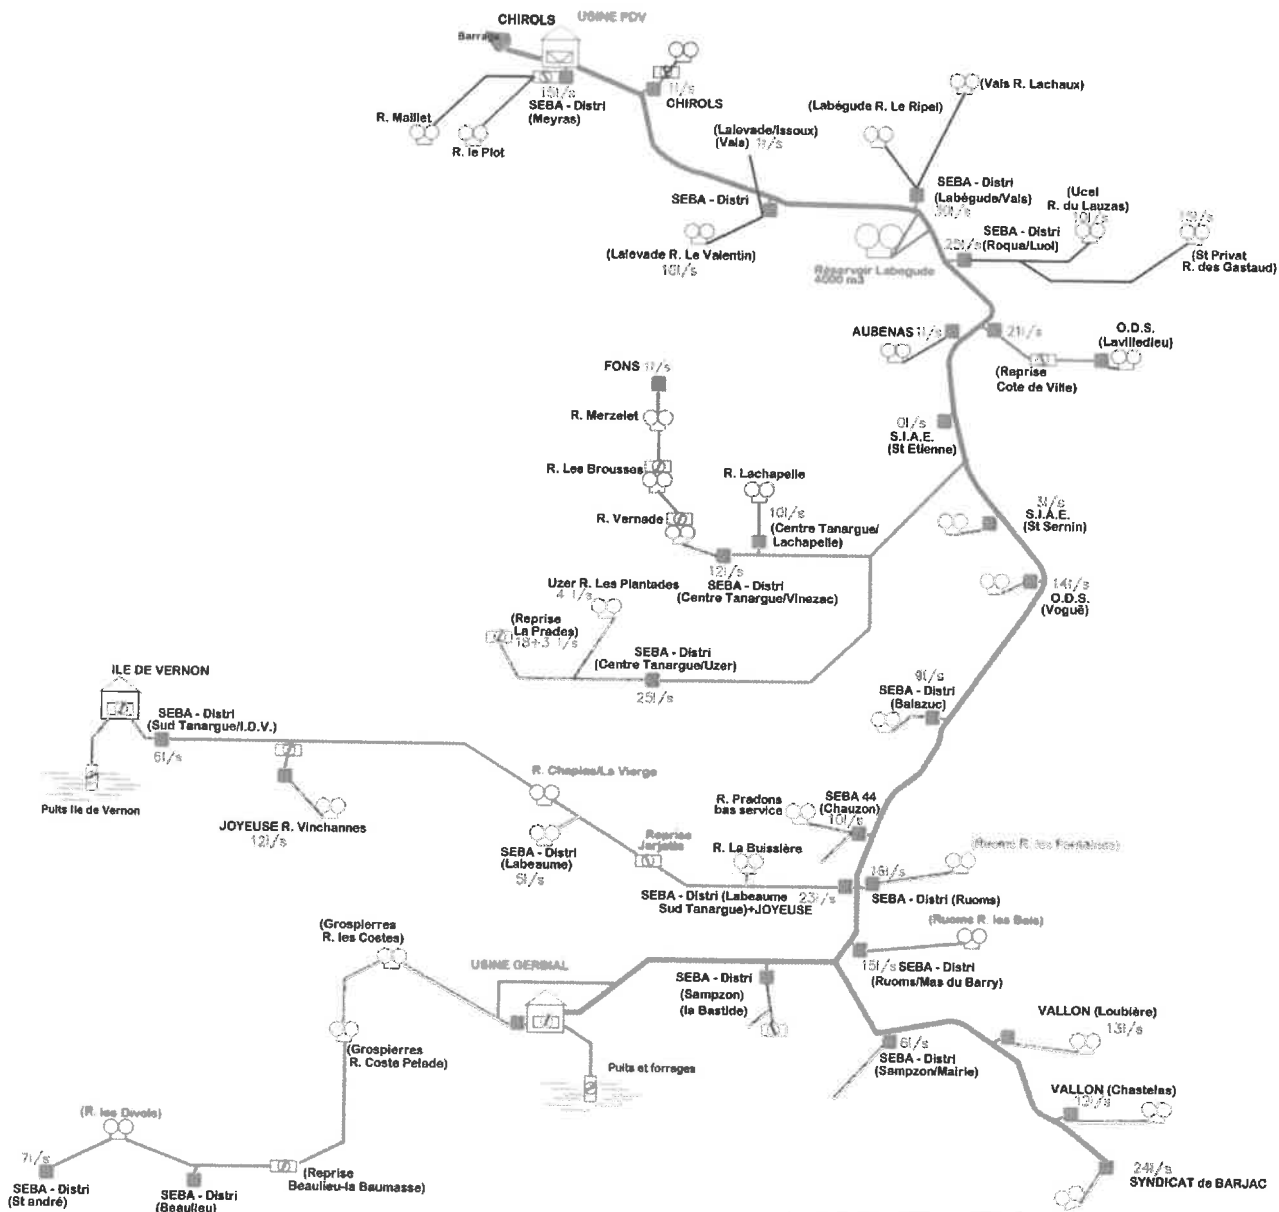 CHIROLS
USINE PDV
Barrage
15l/s
SEBA - Distri
(Meyras)
1l/s
CHIROLS
R. Maillet
R. le Plot
(Vals R. Lachaux)
(Labégude R. Le Ripel)
(Lalevade/Issoux)
(Vals) 1l/s
SEBA - Distri
(Lalevade R. Le Valentin)
16l/s
SEBA - Distri
(Labégude/Vals)
30l/s
(Ucel
R. du Lauzas)
10l/s
15l/s
(St Privat
R. des Gastaud)
25l/s
SEBA - Distri
(Roqua/Luol)
Réservoir Labegude
4000 m3
AUBENAS 1l/s
21l/s
O.D.S.
(Lavilledieu)
(Reprise
Cote de Ville)
FONS 1l/s
R. Merzelet
R. Les Brousses
R. Vernade
0l/s
S.I.A.E.
(St Etienne)
R. Lachapelle
10l/s
(Centre Tanargue/
Lachapelle)
3l/s
S.I.A.E.
(St Sernin)
12l/s
SEBA - Distri
(Centre Tanargue/Vinezac)
14l/s
O.D.S.
(Voguë)
Uzer R. Les Plantades
4 l/s
(Reprise
La Prades)
18+3 l/s
SEBA - Distri
(Centre Tanargue/Uzer)
25l/s
9l/s
SEBA - Distri
(Balazuc)
ILE DE VERNON
SEBA - Distri
(Sud Tanargue/I.D.V.)
6l/s
Puits Ile de Vernon
JOYEUSE R. Vinchannes
12l/s
R. Chaples/La Vierge
SEBA - Distri
(Labeaume)
5l/s
Reprise
Jarjatte
R. Pradons
bas service
SEBA 44
(Chauzon)
10l/s
R. La Buissière
(Ruoms R. les Fontaines)
SEBA - Distri (Labeaume
Sud Tanargue)+JOYEUSE
23l/s
16l/s
SEBA - Distri (Ruoms)
(Ruoms R. les Bois)
15l/s SEBA - Distri
(Ruoms/Mas du Barry)
(Grospierres
R. les Costes)
USINE GERBIAL
SEBA - Distri
(Sampzon)
(la Bastide)
(Grospierres
R. Coste Pelade)
Puits et forrages
6l/s
SEBA - Distri
(Sampzon/Mairie)
VALLON (Loubière)
13l/s
VALLON (Chastelas)
13l/s
24l/s
SYNDICAT de BARJAC
(R. les Divols)
7l/s
SEBA - Distri
(St andré)
SEBA - Distri
(Beaulieu)
(Reprise
Beaulieu-la Baumasse)